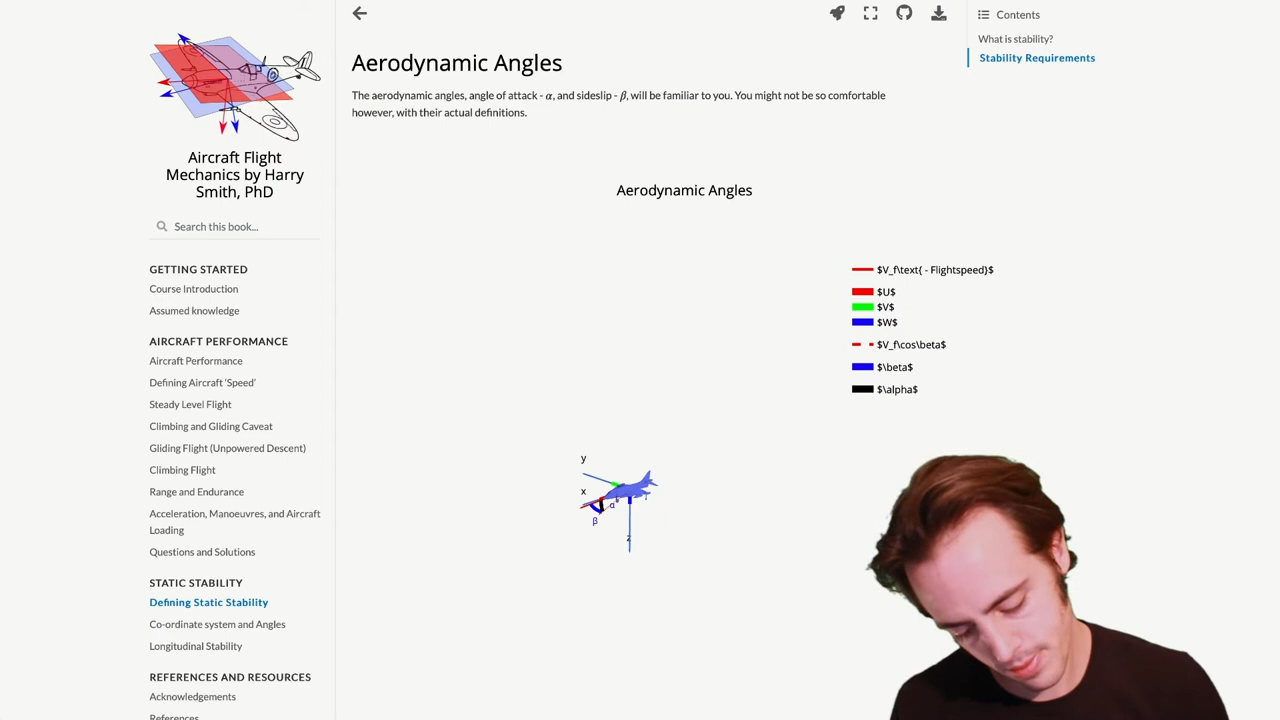 Aircraft Flight
Mechanics by Harry
Smith, PhD
Search this book...
GETTING STARTED
Course Introduction
Assumed knowledge
AIRCRAFT PERFORMANCE
Aircraft Performance
Defining Aircraft 'Speed'
Steady Level Flight
Climbing and Gliding Caveat
Gliding Flight (Unpowered Descent)
Climbing Flight
Range and Endurance
Acceleration, Manoeuvres, and Aircraft
Loading
Questions and Solutions
STATIC STABILITY
Defining Static Stability
Co-ordinate system and Angles
Longitudinal Stability
REFERENCES AND RESOURCES
Acknowledgements
References
Aerodynamic Angles
The aerodynamic angles, angle of attack - α, and sideslip - β, will be familiar to you. You might not be so comfortable
however, with their actual definitions.
Aerodynamic Angles
$V_f\text{ - Flightspeed}$
$U$
$V$
$W$
$V_f\cos\beta$
$\beta$
$\alpha$
y
x
α
β
z
Contents
What is stability?
Stability Requirements